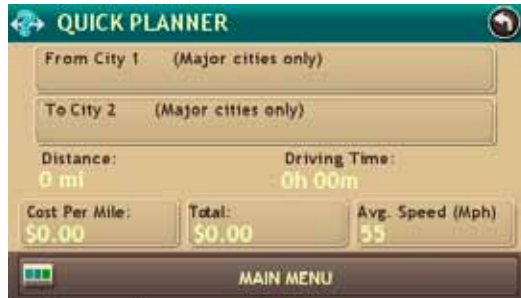 QUICK PLANNER
From City 1 (Major cities only)
To City 2 (Major cities only)
Distance: Driving Time:
0 mi 0h 00m
Cost Per Mile: Total: Avg. Speed (Mph)
$0.00 $0.00 55
MAIN MENU